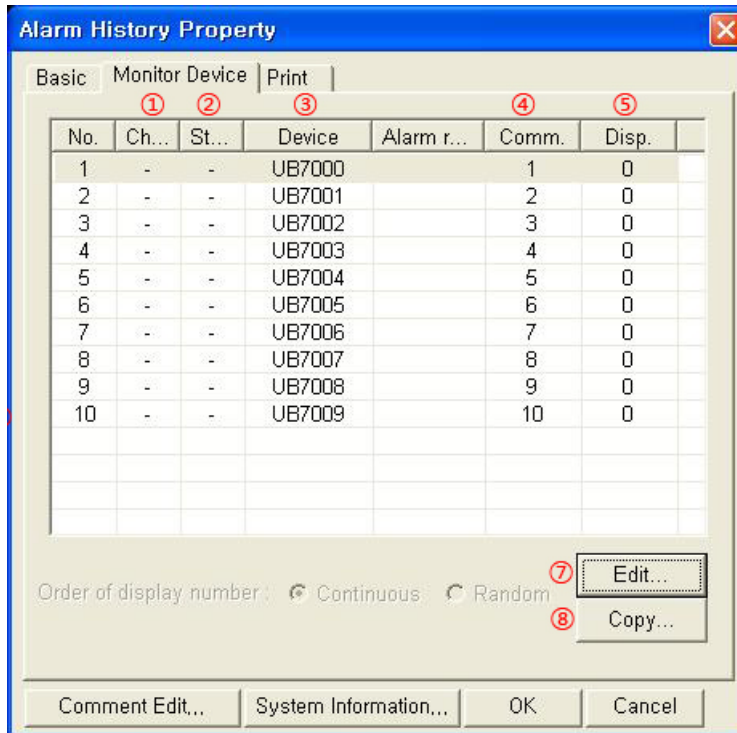 Alarm History Property
Basic Monitor Device Print
① ② ③ ④ ⑤
No. Ch... St... Device Alarm r... Comm. Disp.
1 - - UB7000 1 0
2 - - UB7001 2 0
3 - - UB7002 3 0
4 - - UB7003 4 0
5 - - UB7004 5 0
6 - - UB7005 6 0
7 - - UB7006 7 0
8 - - UB7007 8 0
9 - - UB7008 9 0
10 - - UB7009 10 0
⑦ Edit...
Order of display number : Continuous Random
⑧ Copy...
Comment Edit,,, System Information,,, OK Cancel